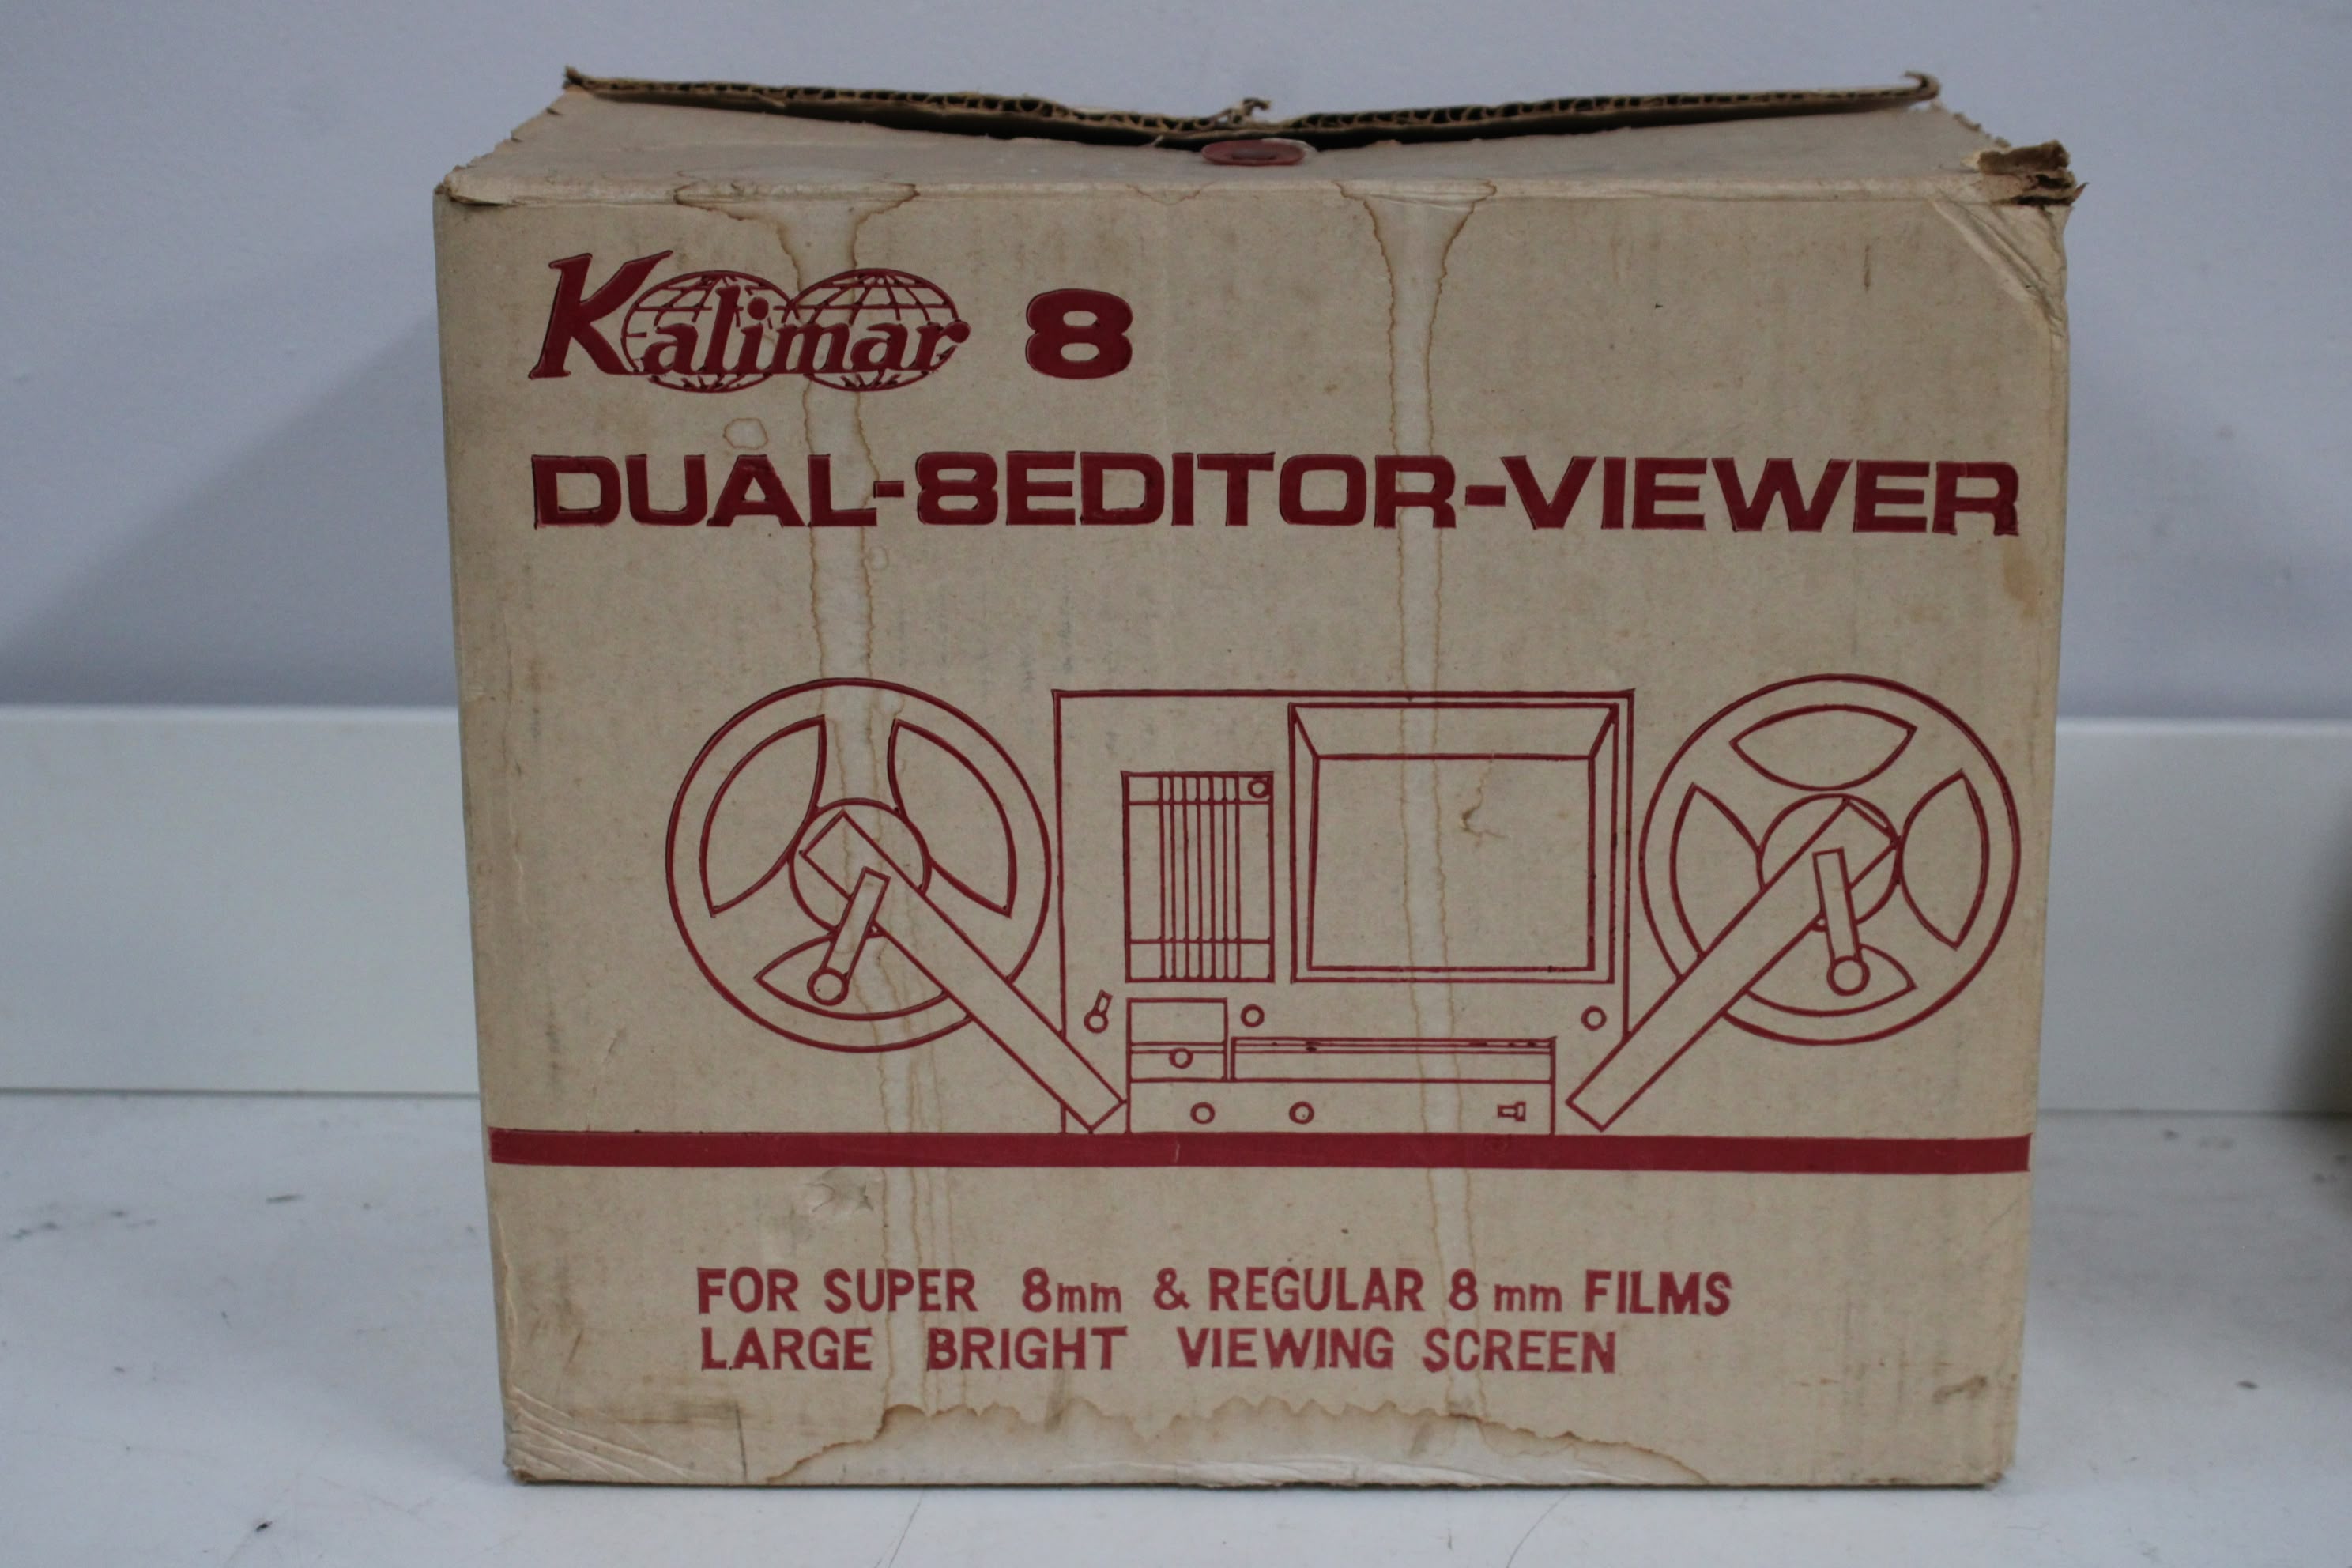 Kalimar 8
DUAL-8EDITOR-VIEWER
FOR SUPER 8mm & REGULAR 8mm FILMS
LARGE BRIGHT VIEWING SCREEN